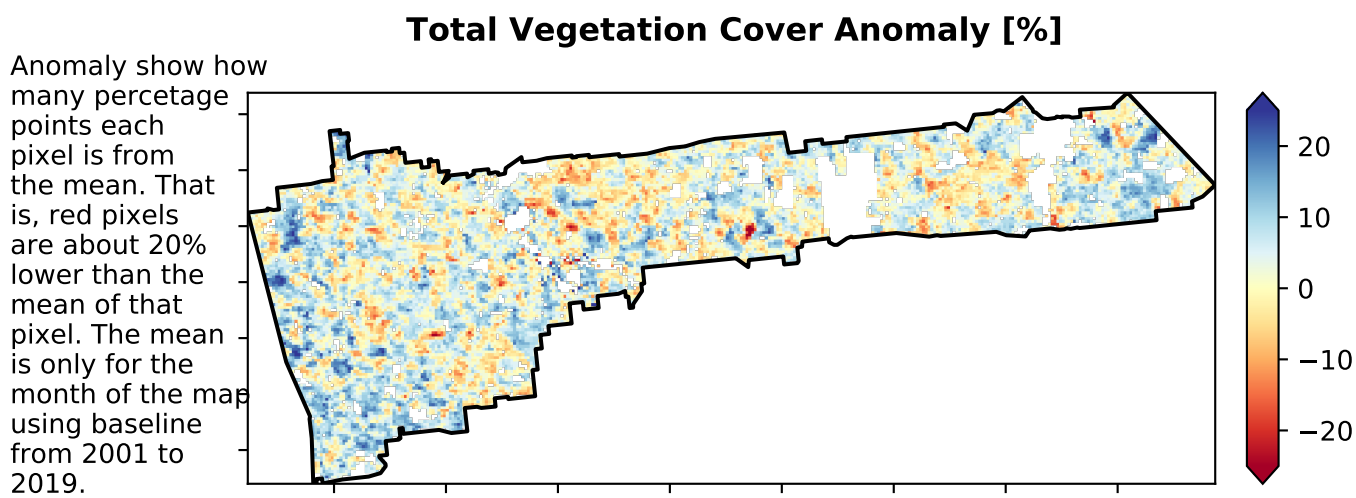 Total Vegetation Cover Anomaly [%]
Anomaly show how
many percetage
points each
pixel is from
the mean. That
is, red pixels
are about 20%
lower than the
mean of that
pixel. The mean
is only for the
month of the map
using baseline
from 2001 to
2019.
20
10
0
−10
−20